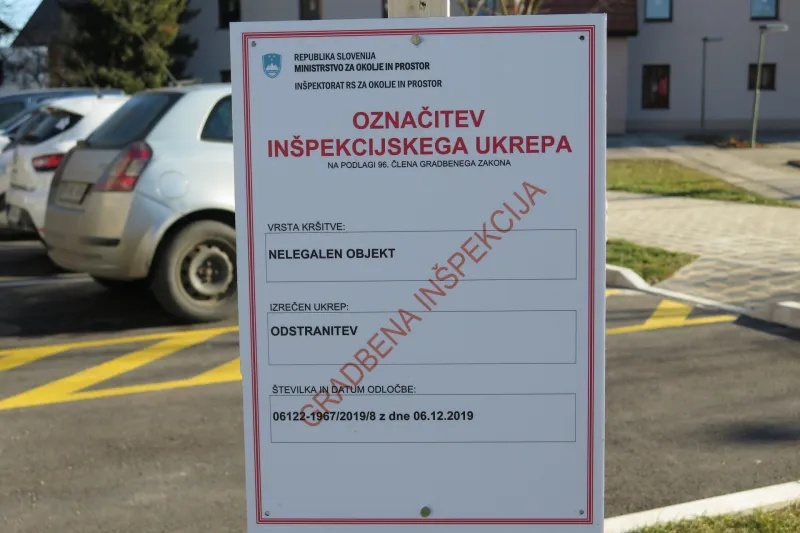 REPUBLIKA SLOVENIJA
MINISTRSTVO ZA OKOLJE IN PROSTOR
INŠPEKTORAT RS ZA OKOLJE IN PROSTOR
OZNAČITEV
INŠPEKCIJSKEGA UKREPA
NA PODLAGI 96. ČLENA GRADBENEGA ZAKONA
VRSTA KRŠITVE:
NELEGALEN OBJEKT
IZREČEN UKREP:
ODSTRANITEV
ŠTEVILKA IN DATUM ODLOČBE:
06122-1967/2019/8 z dne 06.12.2019
GRADBENA INŠPEKCIJA